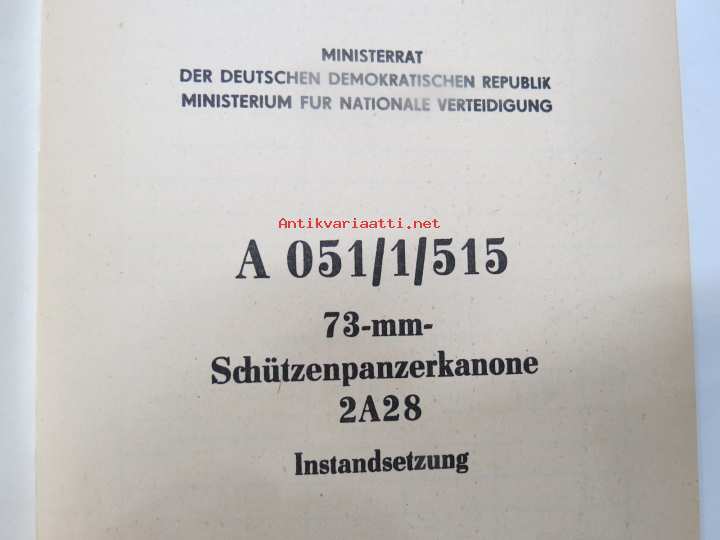 MINISTERRAT
DER DEUTSCHEN DEMOKRATISCHEN REPUBLIK
MINISTERIUM FUR NATIONALE VERTEIDIGUNG
Antikvariaatti.net
A 051/1/515
73-mm-
Schützenpanzerkanone
2A28
Instandsetzung